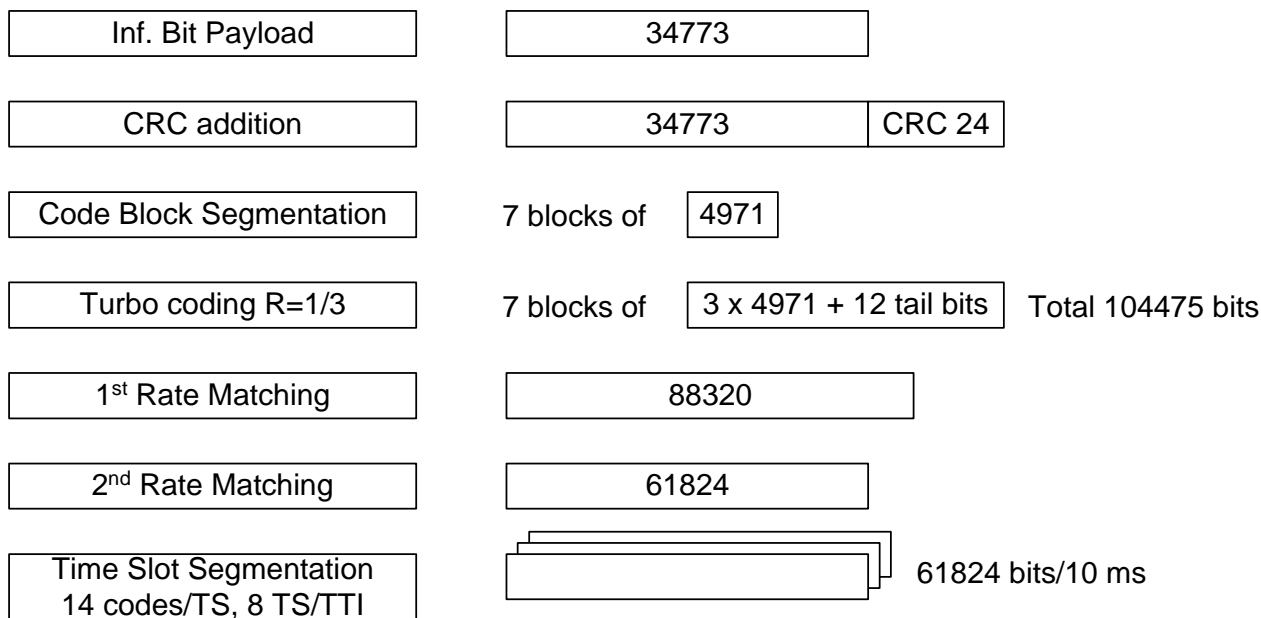 Inf. Bit Payload 34773
CRC addition 34773 CRC 24
Code Block Segmentation 7 blocks of 4971
Turbo coding R=1/3 7 blocks of 3 x 4971 + 12 tail bits Total 104475 bits
1st Rate Matching 88320
2nd Rate Matching 61824
Time Slot Segmentation
14 codes/TS, 8 TS/TTI
61824 bits/10 ms